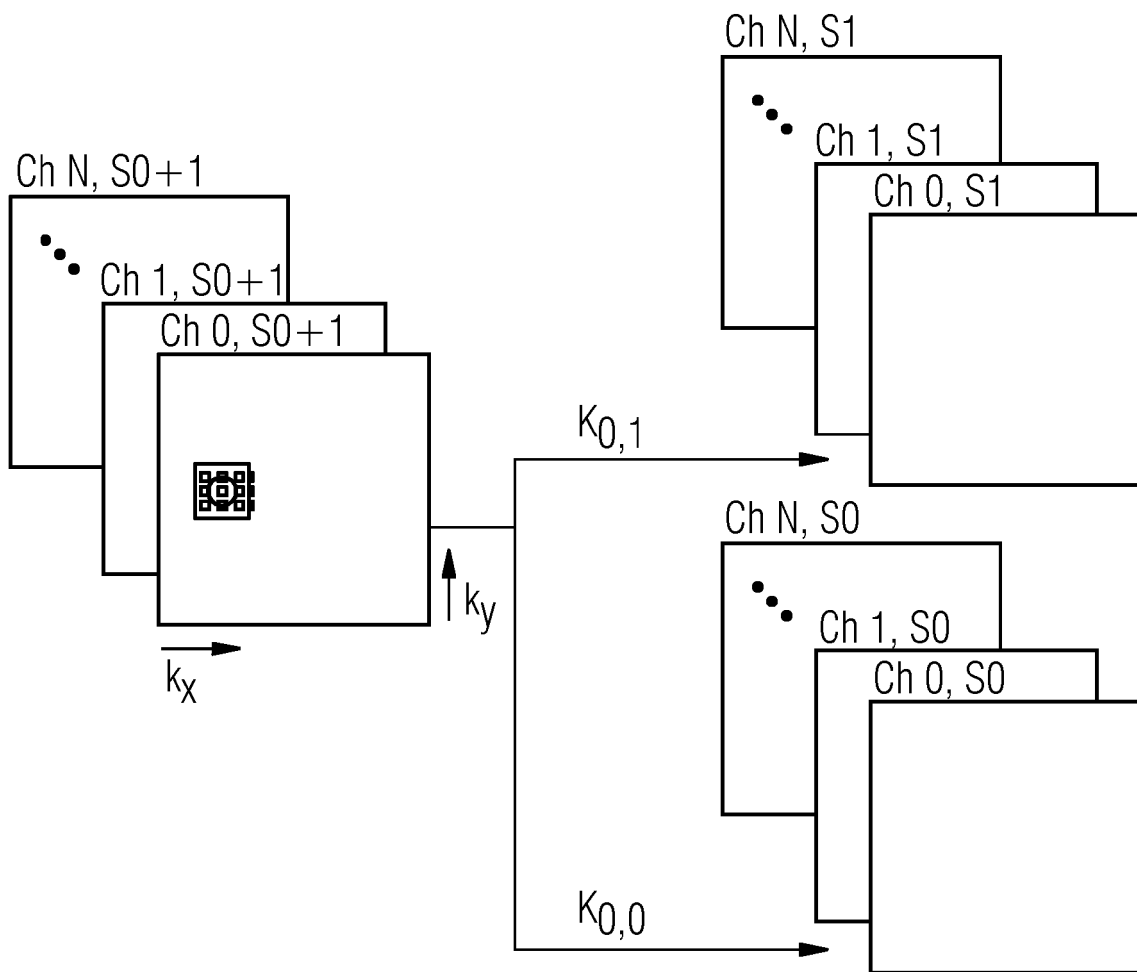 Ch N, S1
Ch 1, S1
Ch 0, S1
Ch N, S0+1
Ch 1, S0+1
Ch 0, S0+1
K0,1
ky
kx
Ch N, S0
Ch 1, S0
Ch 0, S0
K0,0